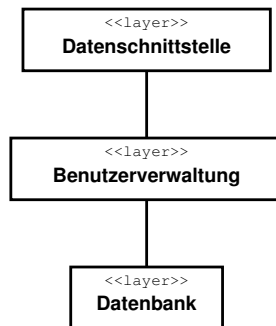 <<layer>>
Datenschnittstelle
<<layer>>
Benutzerverwaltung
<<layer>>
Datenbank